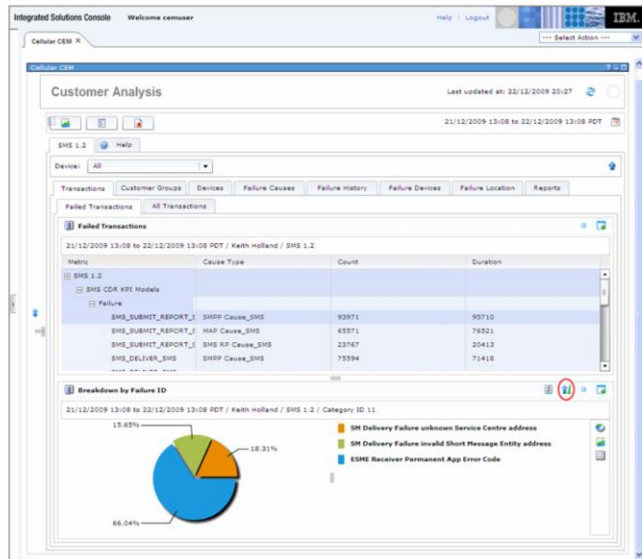 Integrated Solutions Console Welcome cemuser Help | Logout IBM.
Cellular CEM --- Select Action ---
Cellular CEM
Customer Analysis Last updated at: 22/12/2009 20:27
21/12/2009 13:08 to 22/12/2009 13:08 PDT
SMS 1.2 Help
Device: All
Transactions Customer Groups Devices Failure Causes Failure History Failure Devices Failure Location Reports
Failed Transactions All Transactions
Failed Transactions
21/12/2009 13:08 to 22/12/2009 13:08 PDT / Keith Holland / SMS 1.2
Metric Cause Type Count Duration
SMS 1.2
SMS CDR KPI Models
Failure
SMS_SUBMIT_REPORT_ SMPP Cause_SMS 93971 95710
SMS_SUBMIT_REPORT_ MAP Cause_SMS 65571 76521
SMS_SUBMIT_REPORT_ SMS RP Cause_SMS 23767 20413
SMS_DELIVER_SMS SMPP Cause_SMS 75594 71418
Breakdown by Failure ID
21/12/2009 13:08 to 22/12/2009 13:08 PDT / Keith Holland / SMS 1.2 / Category ID 11
15.65%
18.31%
66.04%
SM Delivery Failure unknown Service Centre address
SM Delivery Failure invalid Short Message Entity address
ESME Receiver Permanent App Error Code